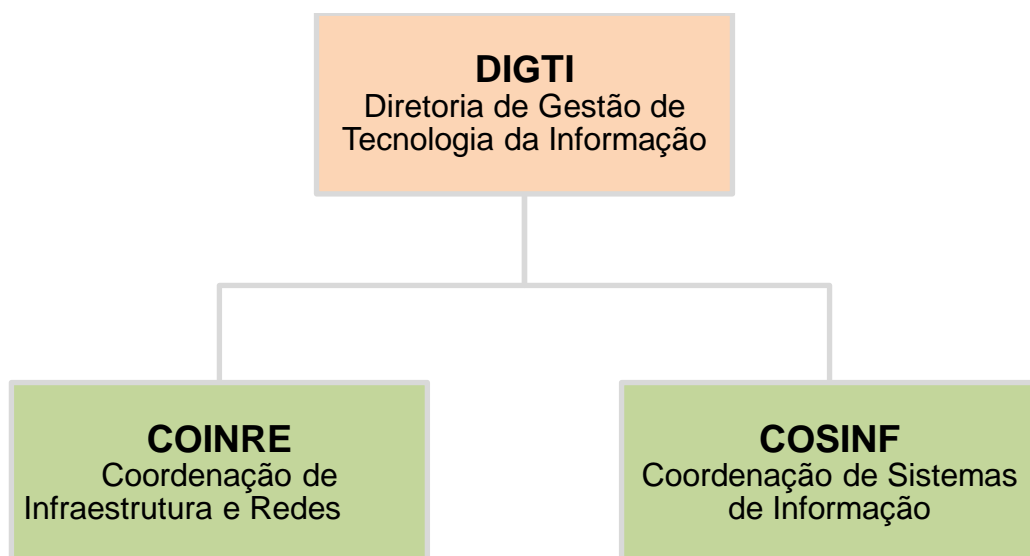 DIGTI
Diretoria de Gestão de
Tecnologia da Informação
COINRE
Coordenação de
Infraestrutura e Redes
COSINF
Coordenação de Sistemas
de Informação